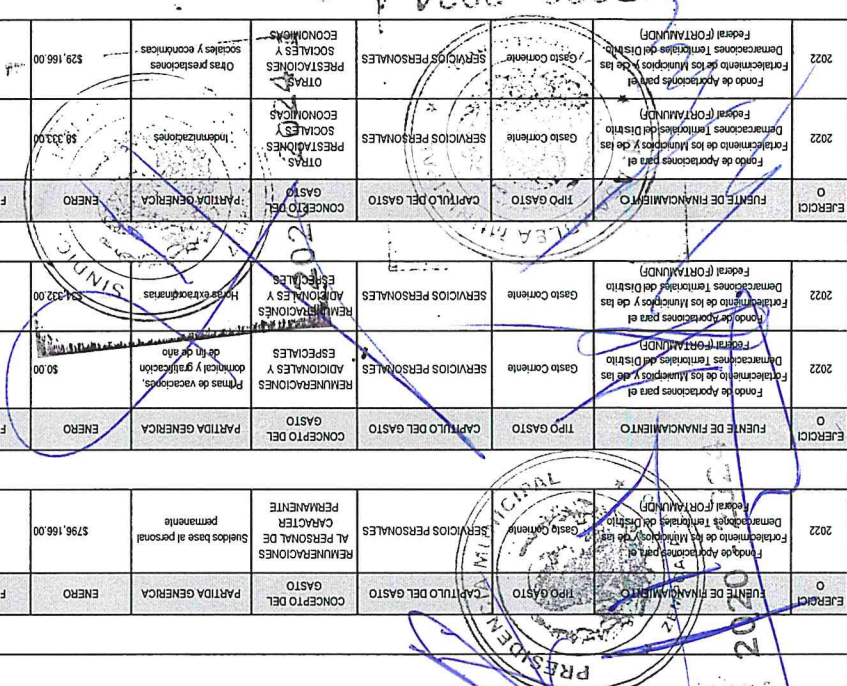 PRESIDENCIA MUNICIPAL
2020
EJERCICI
O
FUENTE DE FINANCIAMIENTO
TIPO GASTO
CAPITULO DEL GASTO
CONCEPTO DEL
GASTO
PARTIDA GENERICA
ENERO
F
2022
Fondo de Aportaciones para el
Fortalecimiento de los Municipios y de las
Demarcaciones Territoriales del Distrito
Federal (FORTAMUNDF)
Gasto Corriente
SERVICIOS PERSONALES
REMUNERACIONES
AL PERSONAL DE
CARÁCTER
PERMANENTE
Sueldos base al personal
permanente
$796,166.00
EJERCICI
O
FUENTE DE FINANCIAMIENTO
TIPO GASTO
CAPITULO DEL GASTO
CONCEPTO DEL
GASTO
PARTIDA GENERICA
ENERO
F
2022
Fondo de Aportaciones para el
Fortalecimiento de los Municipios y de las
Demarcaciones Territoriales del Distrito
Federal (FORTAMUNDF)
Gasto Corriente
SERVICIOS PERSONALES
REMUNERACIONES
ADICIONALES Y
ESPECIALES
Primas de vacaciones,
dominical y gratificación
de fin de año
$0.00
2022
Fondo de Aportaciones para el
Fortalecimiento de los Municipios y de las
Demarcaciones Territoriales del Distrito
Federal (FORTAMUNDF)
Gasto Corriente
SERVICIOS PERSONALES
REMUNERACIONES
ADICIONALES Y
ESPECIALES
Horas extraordinarias
$34,332.00
SINDIC
EJERCICI
O
FUENTE DE FINANCIAMIENTO
TIPO GASTO
CAPITULO DEL GASTO
CONCEPTO DEL
GASTO
PARTIDA GENERICA
ENERO
F
2022
Fondo de Aportaciones para el
Fortalecimiento de los Municipios y de las
Demarcaciones Territoriales del Distrito
Federal (FORTAMUNDF)
Gasto Corriente
SERVICIOS PERSONALES
OTRAS
PRESTACIONES
SOCIALES Y
ECONOMICAS
Indemnizaciones
$8,333.00
2022
Fondo de Aportaciones para el
Fortalecimiento de los Municipios y de las
Demarcaciones Territoriales del Distrito
Federal (FORTAMUNDF)
Gasto Corriente
SERVICIOS PERSONALES
OTRAS
PRESTACIONES
SOCIALES Y
ECONOMICAS
Otras prestaciones
sociales y económicas
$29,166.00